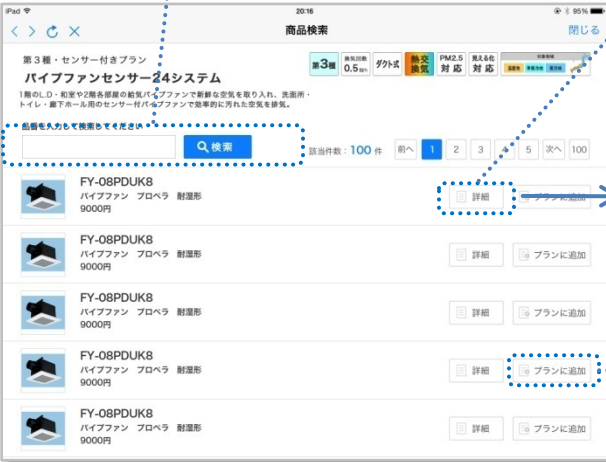 iPad 20:16 95%
商品検索 閉じる
第3種・センサー付きプラン
パイプファンセンサー24システム
1階のL.D・和室や2階各部屋の給気パイプファンで新鮮な空気を取り入れ、洗面所・
トイレ・廊下ホール用のセンサー付パイプファンで効率的に汚れた空気を排気。
第3種 換気回数 0.5回/h ダクト式 熱交換気 PM2.5対応 見える化対応 対象地域
品番を入力して検索してください
検索
該当件数：100 件 前へ 1 2 3 4 5 次へ 100
FY-08PDUK8
パイプファン プロペラ 耐湿形
9000円
詳細 プランに追加
FY-08PDUK8
パイプファン プロペラ 耐湿形
9000円
詳細 プランに追加
FY-08PDUK8
パイプファン プロペラ 耐湿形
9000円
詳細 プランに追加
FY-08PDUK8
パイプファン プロペラ 耐湿形
9000円
詳細 プランに追加
FY-08PDUK8
パイプファン プロペラ 耐湿形
9000円
詳細 プランに追加